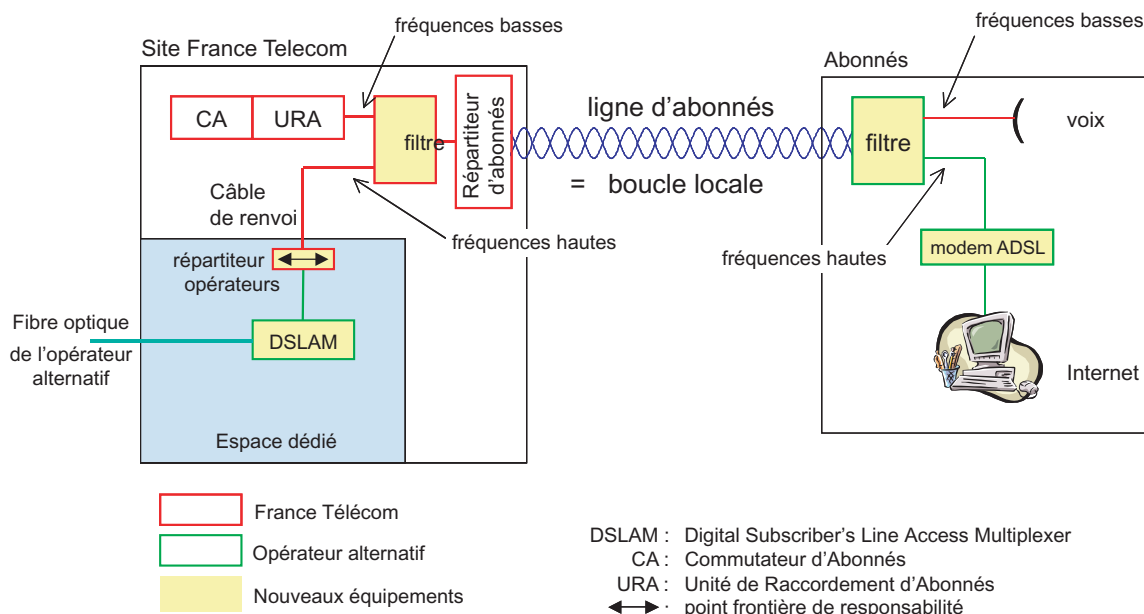 fréquences basses
Site France Telecom
CA
URA
filtre
Répartiteur
d'abonnés
ligne d'abonnés
= boucle locale
Câble
de renvoi
fréquences hautes
répartiteur
opérateurs
Fibre optique
de l'opérateur
alternatif
DSLAM
Espace dédié
fréquences basses
Abonnés
filtre
voix
fréquences hautes
modem ADSL
Internet
France Télécom
Opérateur alternatif
Nouveaux équipements
DSLAM : Digital Subscriber's Line Access Multiplexer
CA : Commutateur d'Abonnés
URA : Unité de Raccordement d'Abonnés
: point frontière de responsabilité